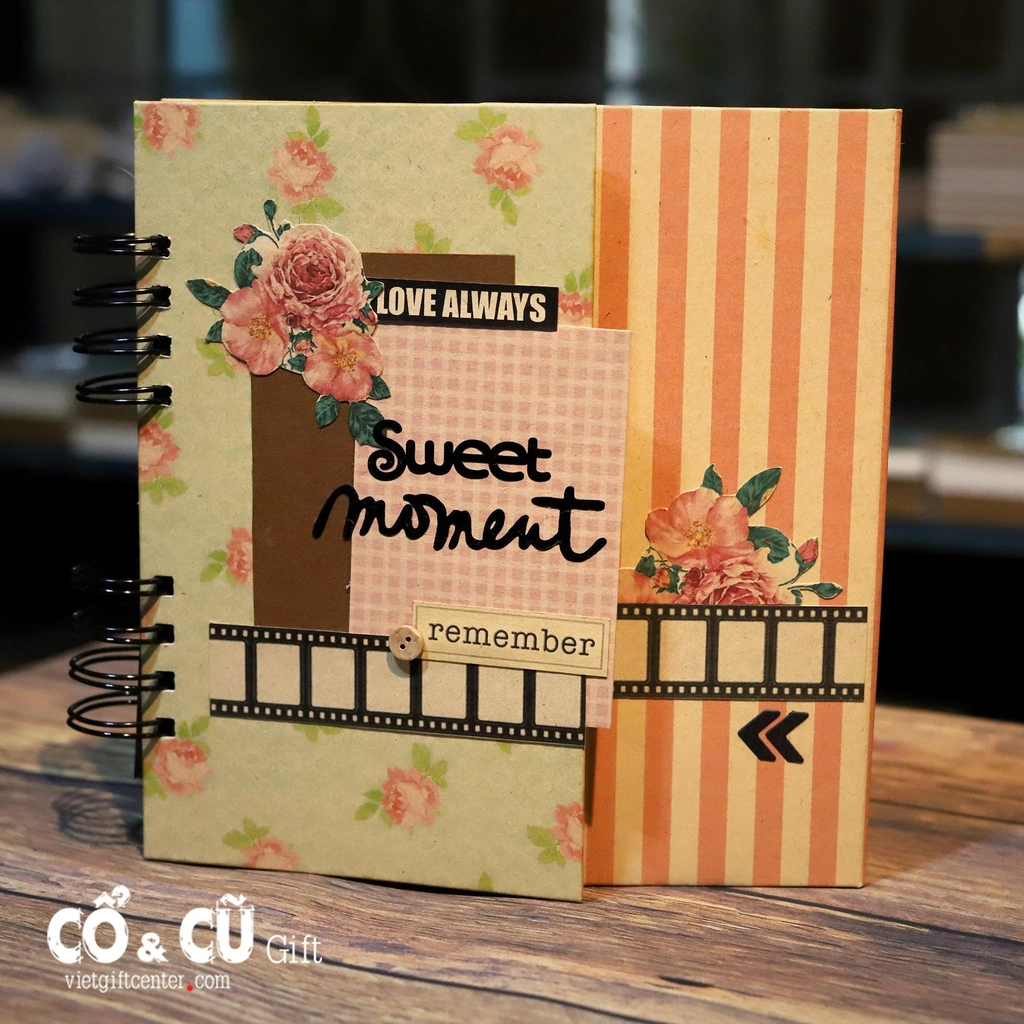 LOVE ALWAYS
Sweet
moment
remember
CỔ & CŨ Gift
vietgiftcenter.com